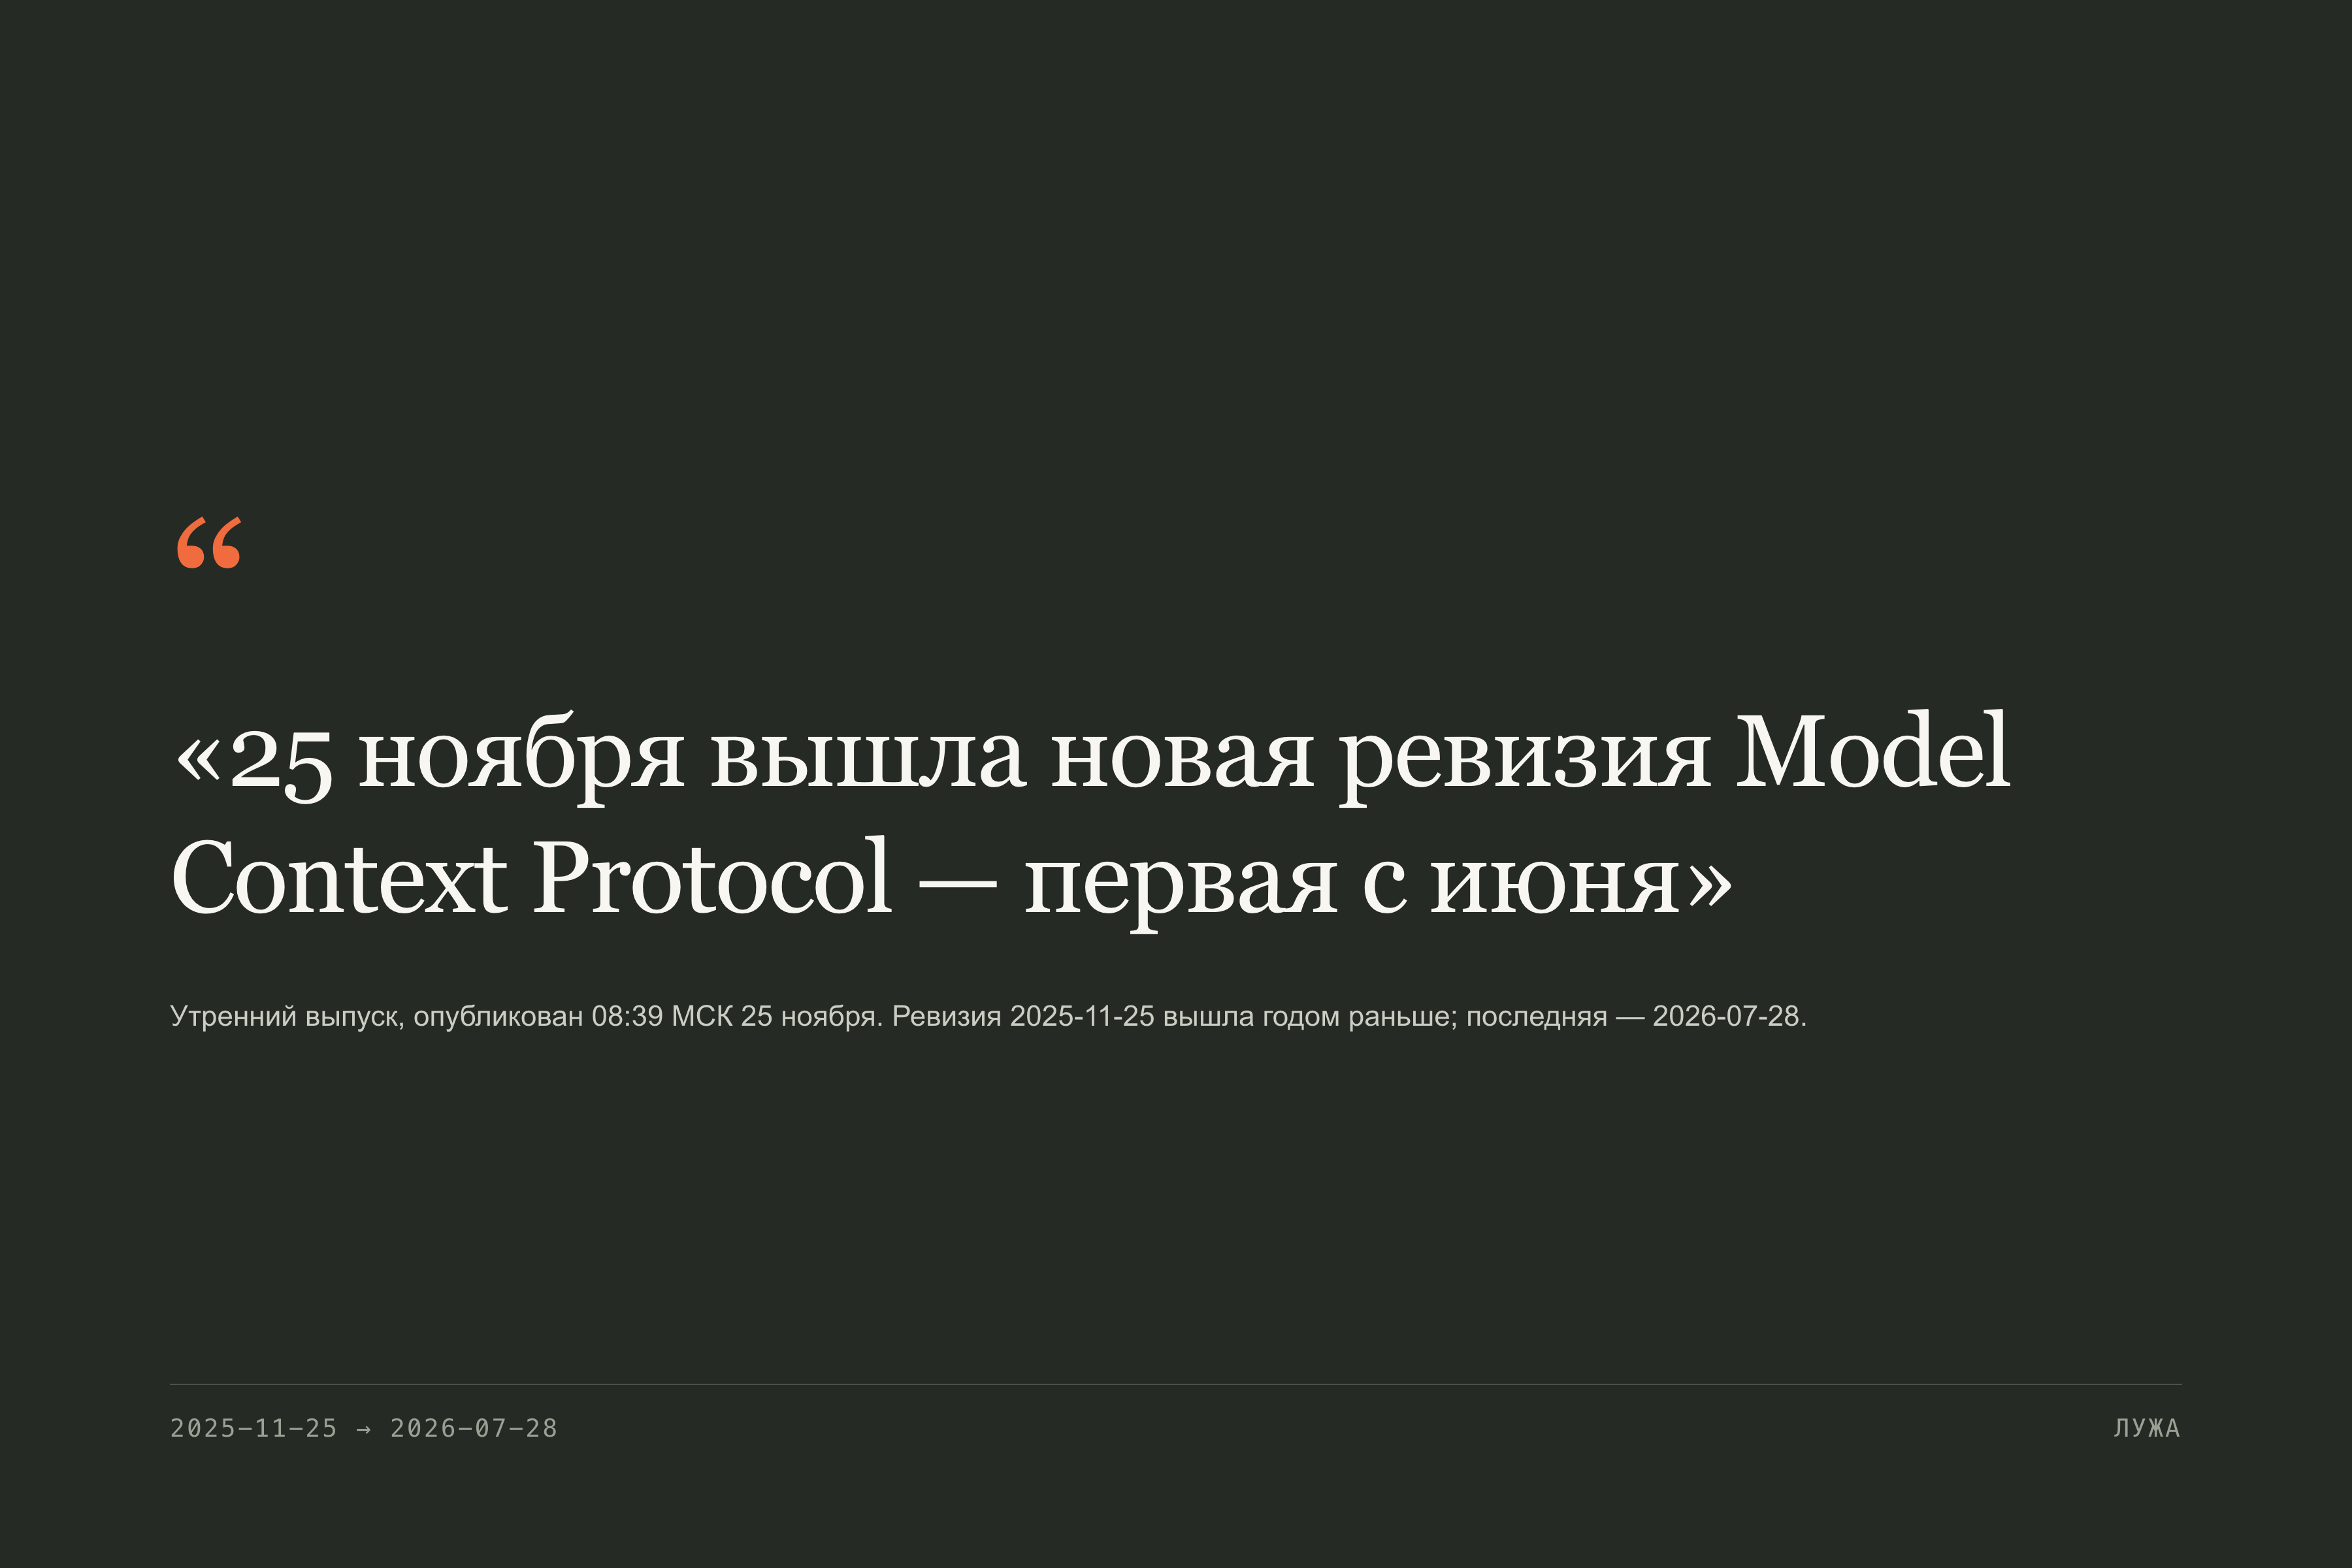 “
«25 ноября вышла новая ревизия Model
Context Protocol — первая с июня»
Утренний выпуск, опубликован 08:39 МСК 25 ноября. Ревизия 2025-11-25 вышла годом раньше; последняя — 2026-07-28.
2025–11–25 → 2026–07–28
ЛУЖА